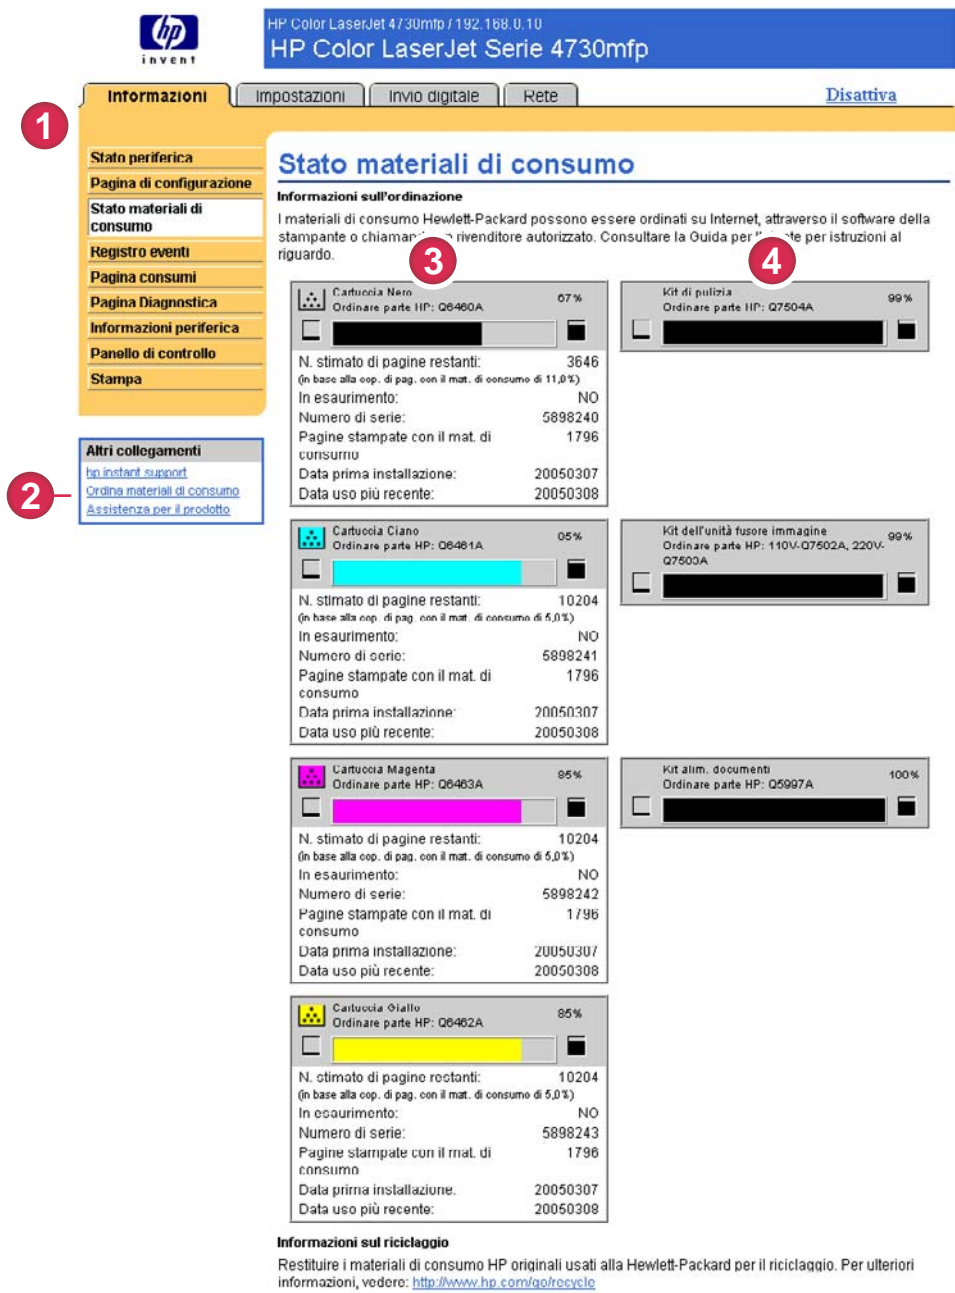 hp
invent
HP Color LaserJet 4730mfp / 192.168.0.10
HP Color LaserJet Serie 4730mfp
Informazioni
Impostazioni
Invio digitale
Rete
Disattiva
1
Stato periferica
Pagina di configurazione
Stato materiali di
consumo
Registro eventi
Pagina consumi
Pagina Diagnostica
Informazioni periferica
Panello di controllo
Stampa
Altri collegamenti
hp instant support
Ordina materiali di consumo
Assistenza per il prodotto
2
Stato materiali di consumo
Informazioni sull'ordinazione
I materiali di consumo Hewlett-Packard possono essere ordinati su Internet, attraverso il software della
stampante o chiamando un rivenditore autorizzato. Consultare la Guida per l'utente per istruzioni al
riguardo.
3
4
Cartuccia Nero
Ordinare parte HP: Q6460A
67%
N. stimato di pagine restanti: 3646
(in base alla cop. di pag. con il mat. di consumo di 11,0%)
In esaurimento: NO
Numero di serie: 5898240
Pagine stampate con il mat. di 1796
consumo
Data prima installazione: 20050307
Data uso più recente: 20050308
Kit di pulizia
Ordinare parte HP: Q7504A
99%
Cartuccia Ciano
Ordinare parte HP: Q6461A
85%
N. stimato di pagine restanti: 10204
(in base alla cop. di pag. con il mat. di consumo di 5,0%)
In esaurimento: NO
Numero di serie: 5898241
Pagine stampate con il mat. di 1796
consumo
Data prima installazione: 20050307
Data uso più recente: 20050308
Kit dell'unità fusore immagine
Ordinare parte HP: 110V-Q7502A, 220V-
Q7503A
99%
Cartuccia Magenta
Ordinare parte HP: Q6463A
85%
N. stimato di pagine restanti: 10204
(in base alla cop. di pag. con il mat. di consumo di 5,0%)
In esaurimento: NO
Numero di serie: 5898242
Pagine stampate con il mat. di 1796
consumo
Data prima installazione: 20050307
Data uso più recente: 20050308
Kit alim. documenti
Ordinare parte HP: Q5997A
100%
Cartuccia Giallo
Ordinare parte HP: Q6462A
85%
N. stimato di pagine restanti: 10204
(in base alla cop. di pag. con il mat. di consumo di 5,0%)
In esaurimento: NO
Numero di serie: 5898243
Pagine stampate con il mat. di 1796
consumo
Data prima installazione: 20050307
Data uso più recente: 20050308
Informazioni sul riciclaggio
Restituire i materiali di consumo HP originali usati alla Hewlett-Packard per il riciclaggio. Per ulteriori
informazioni, vedere: http://www.hp.com/go/recycle